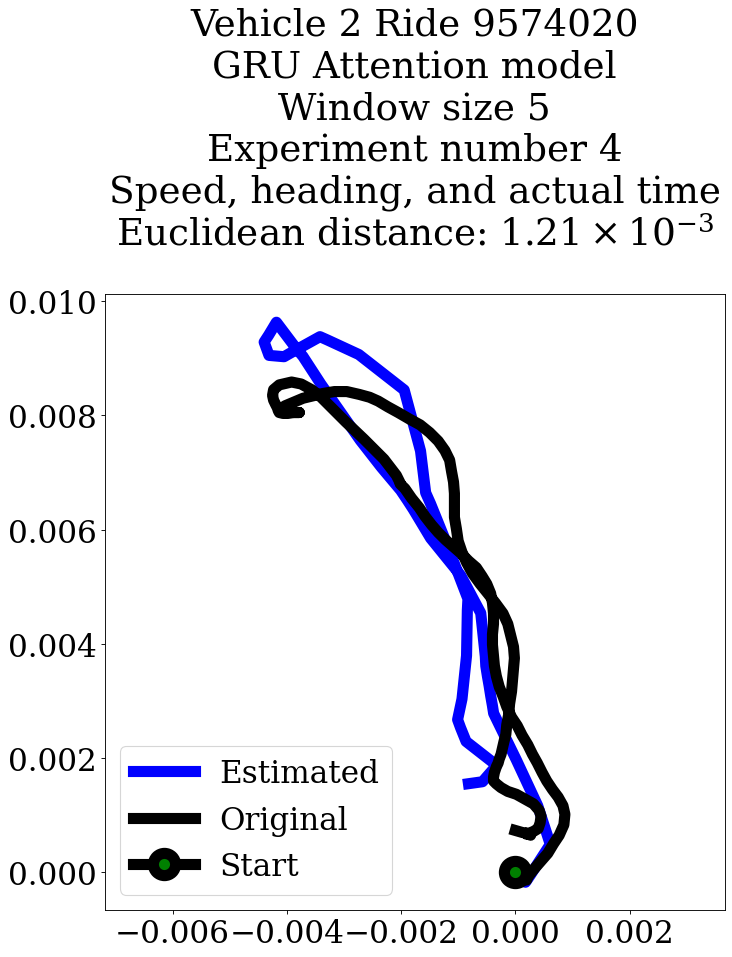 Vehicle 2 Ride 9574020
GRU Attention model
Window size 5
Experiment number 4
Speed, heading, and actual time
Euclidean distance: 1.21 × 10⁻³
0.010
0.008
0.006
0.004
0.002
0.000
Estimated
Original
Start
−0.006 −0.004 −0.002 0.000 0.002